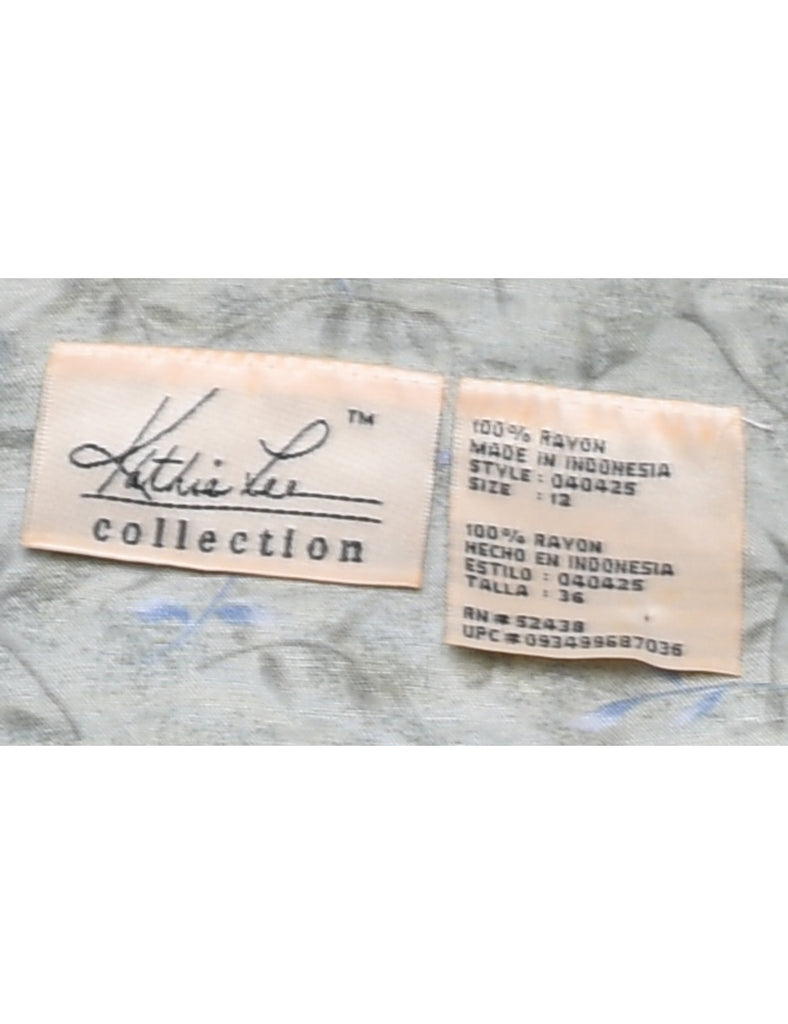 Kathie Lee
TM
collection
100% RAYON
MADE IN INDONESIA
STYLE : 040425
SIZE : 12
100% RAYON
HECHO EN INDONESIA
ESTILO : 040425
TALLA : 36
RN # 52438
UPC # 093499687036